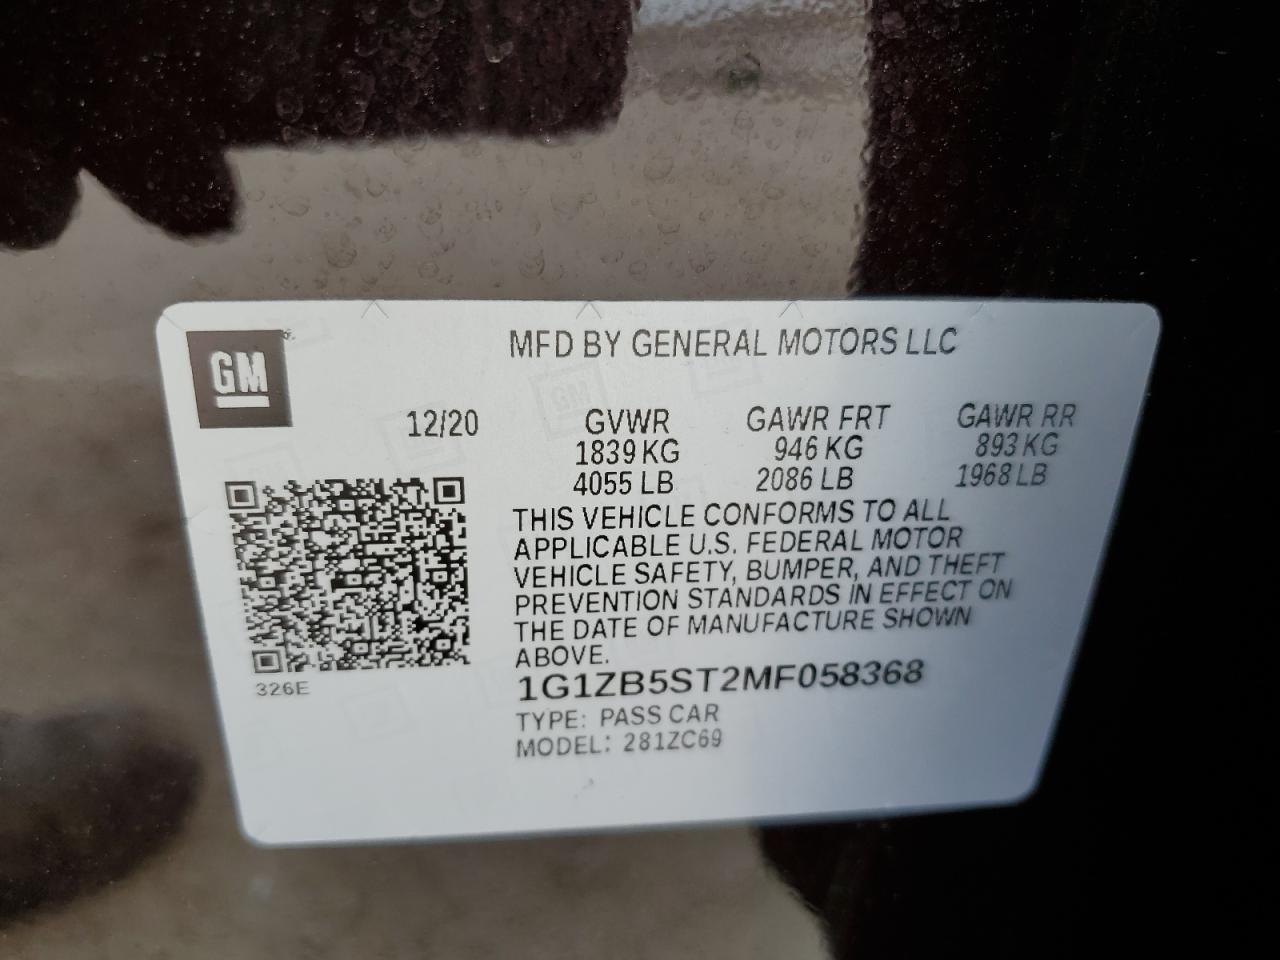 GM
MFD BY GENERAL MOTORS LLC
12/20
GVWR GAWR FRT GAWR RR
1839 KG 946 KG 893 KG
4055 LB 2086 LB 1968 LB
THIS VEHICLE CONFORMS TO ALL
APPLICABLE U.S. FEDERAL MOTOR
VEHICLE SAFETY, BUMPER, AND THEFT
PREVENTION STANDARDS IN EFFECT ON
THE DATE OF MANUFACTURE SHOWN
ABOVE.
326E
1G1ZB5ST2MF058368
TYPE: PASS CAR
MODEL: 281ZC69